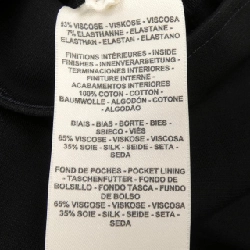 93% VISCOSE - VISKOSE - VISCOSA
7% ELASTHANNE - ELASTANE -
ELASTHAN - ELASTAN - ELASTANO
FINITIONS INTÉRIEURES - INSIDE
FINISHES - INNENVERARBEITUNG -
TERMINACIONES INTERIORES -
FINITURE INTERNE -
ACABAMENTOS INTERIORES
100% COTON - COTTON -
BAUMWOLLE - ALGODÓN - COTONE
- ALGODÃO
BIAIS - BIAS - BORTE - BIES -
SBIECO - VIÉS
65% VISCOSE - VISKOSE - VISCOSA
35% SOIE - SILK - SEIDE - SETA -
SEDA
FOND DE POCHES - POCKET LINING
- TASCHENFUTTER - FONDO DE
BOLSILLO - FONDO TASCA - FUNDO
DE BOLSO
65% VISCOSE - VISKOSE - VISCOSA
35% SOIE - SILK - SEIDE - SETA -
SEDA